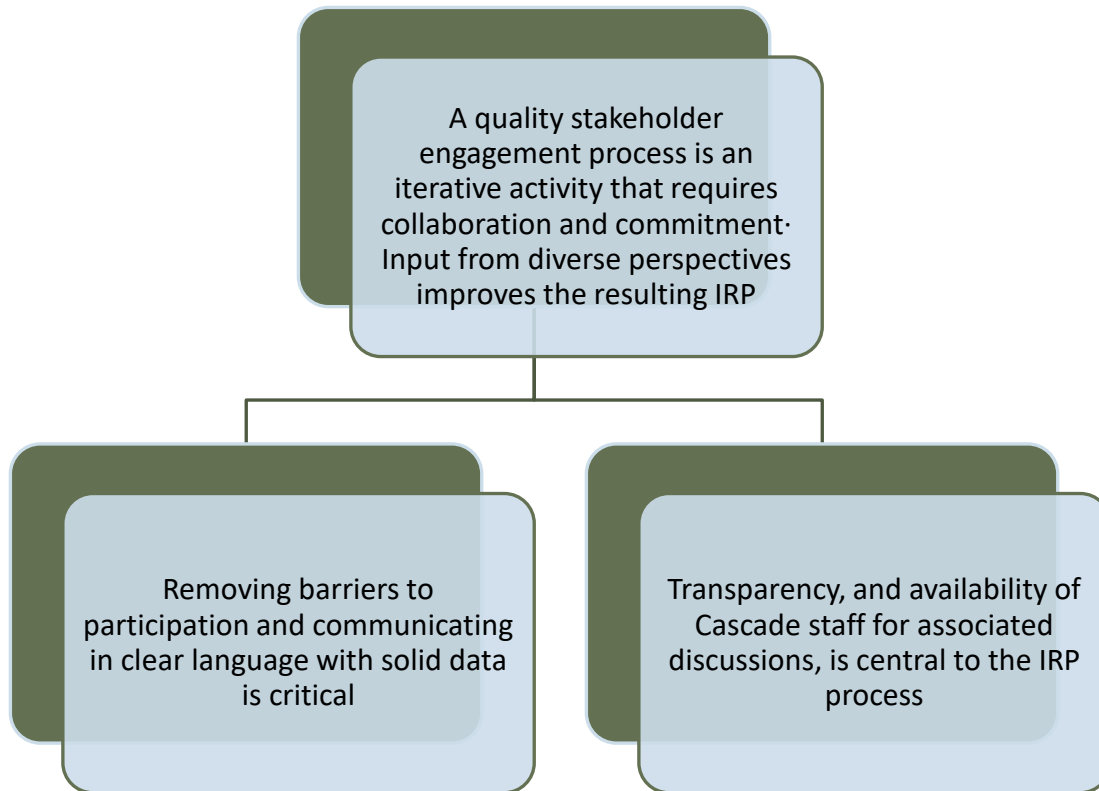 A quality stakeholder
engagement process is an
iterative activity that requires
collaboration and commitment·
Input from diverse perspectives
improves the resulting IRP
Removing barriers to
participation and communicating
in clear language with solid data
is critical
Transparency, and availability of
Cascade staff for associated
discussions, is central to the IRP
process